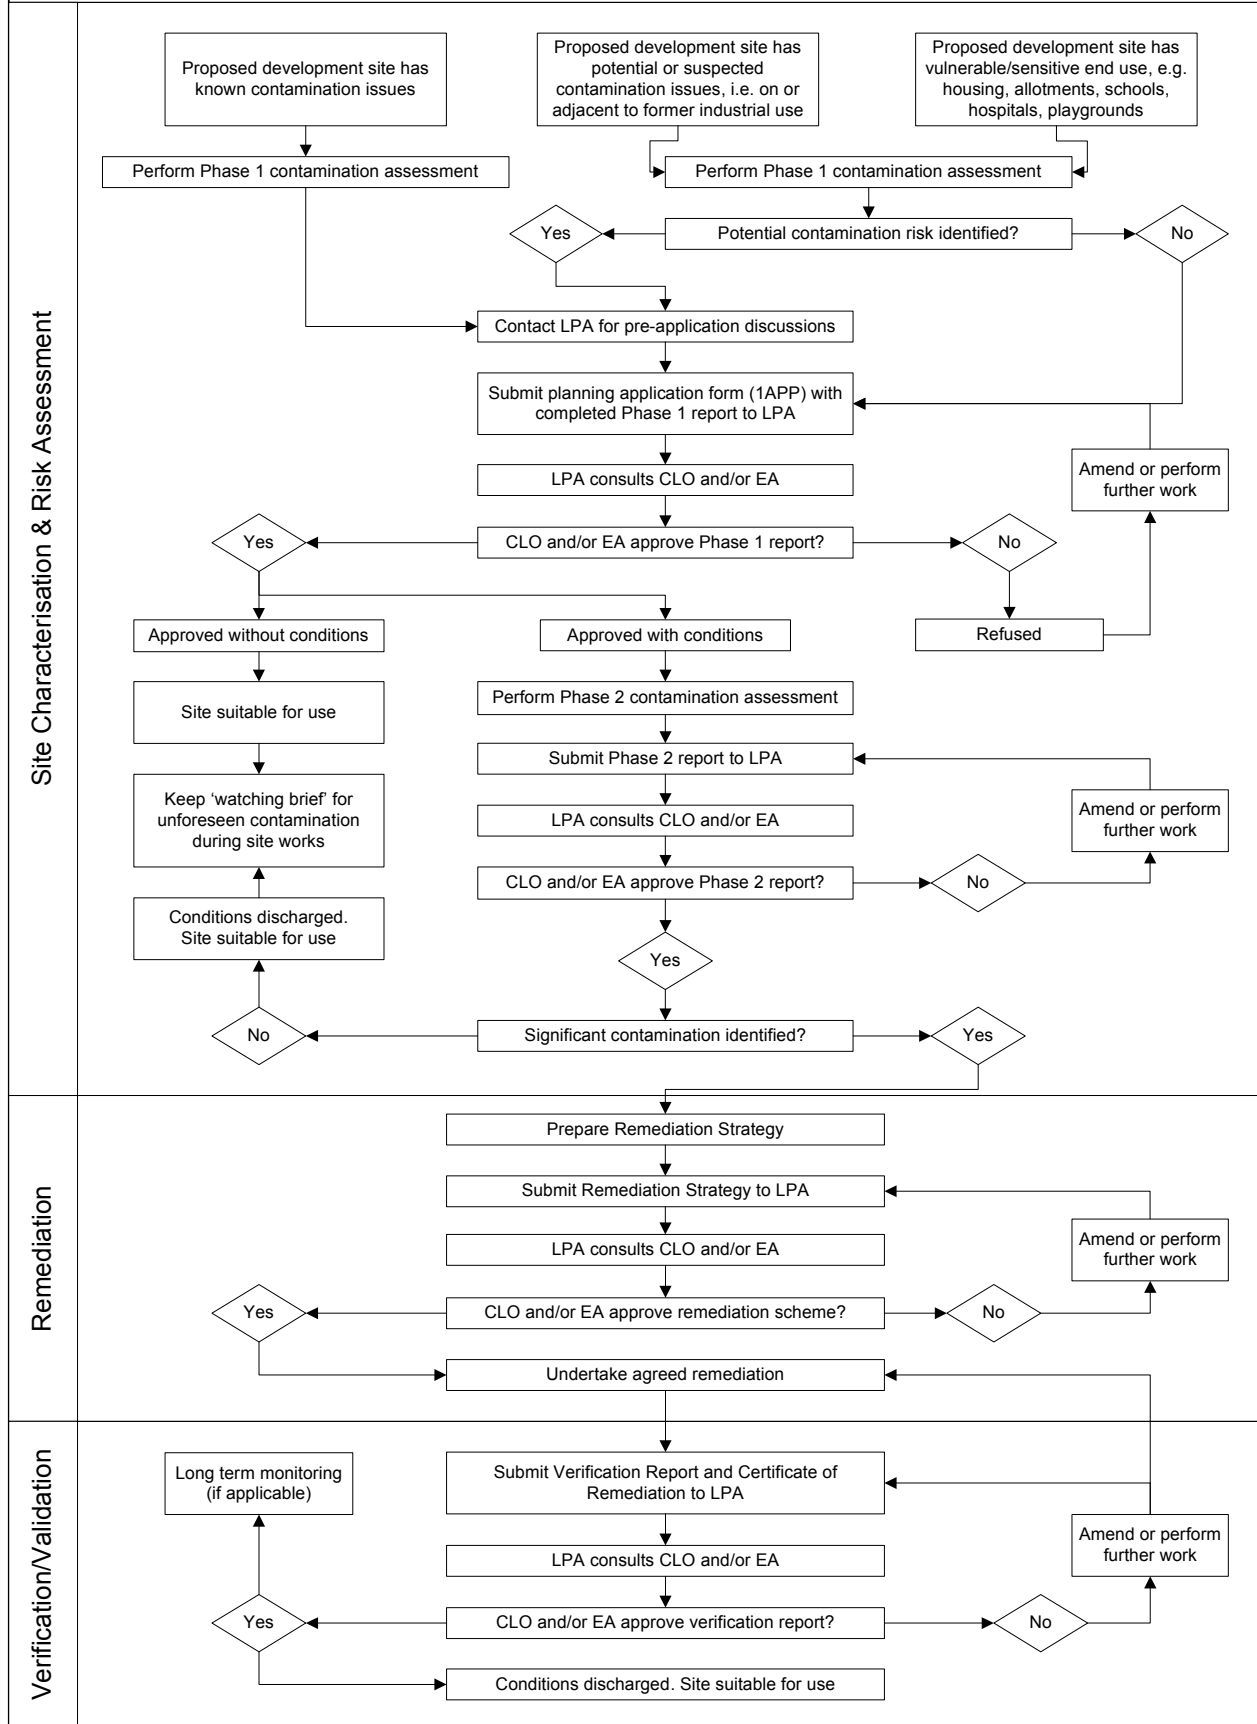 Site Characterisation & Risk Assessment
Proposed development site has
known contamination issues
Proposed development site has
potential or suspected
contamination issues, i.e. on or
adjacent to former industrial use
Proposed development site has
vulnerable/sensitive end use, e.g.
housing, allotments, schools,
hospitals, playgrounds
Perform Phase 1 contamination assessment
Perform Phase 1 contamination assessment
Yes
Potential contamination risk identified?
No
Contact LPA for pre-application discussions
Submit planning application form (1APP) with
completed Phase 1 report to LPA
Amend or perform
further work
LPA consults CLO and/or EA
Yes
CLO and/or EA approve Phase 1 report?
No
Approved without conditions
Approved with conditions
Refused
Site suitable for use
Perform Phase 2 contamination assessment
Submit Phase 2 report to LPA
Keep ‘watching brief’ for
unforeseen contamination
during site works
LPA consults CLO and/or EA
Amend or perform
further work
CLO and/or EA approve Phase 2 report?
No
Conditions discharged.
Site suitable for use
Yes
No
Significant contamination identified?
Yes
Remediation
Prepare Remediation Strategy
Submit Remediation Strategy to LPA
LPA consults CLO and/or EA
Amend or perform
further work
Yes
CLO and/or EA approve remediation scheme?
No
Undertake agreed remediation
Verification/Validation
Long term monitoring
(if applicable)
Submit Verification Report and Certificate of
Remediation to LPA
Amend or perform
further work
LPA consults CLO and/or EA
Yes
CLO and/or EA approve verification report?
No
Conditions discharged. Site suitable for use